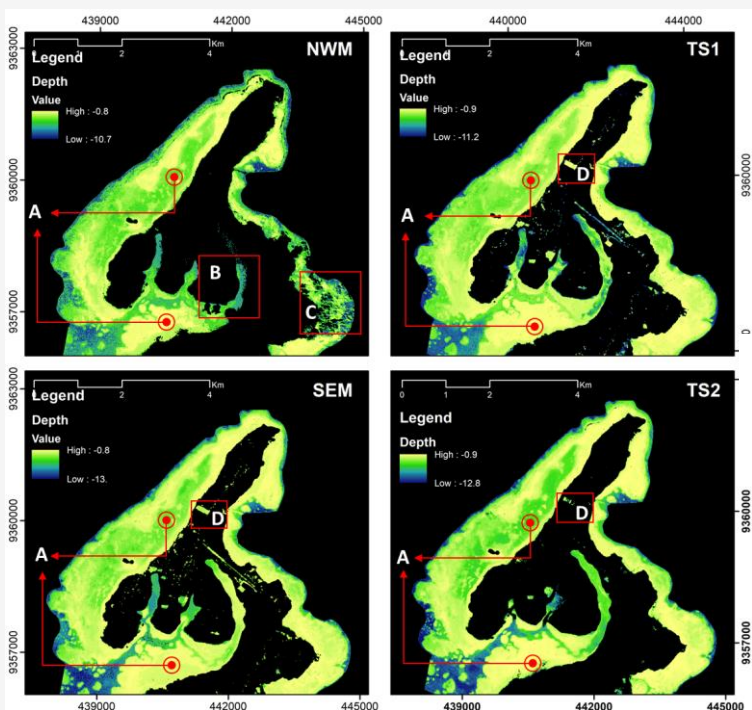 439000 442000 445000
9363000
0 2 4 Km
Legend
NWM
Depth
Value
High : -0.8
Low : -10.7
9360000
A
B
C
9357000
440000 444000
0 1 2 4 Km
Legend
TS1
Depth
Value
High : -0.9
Low : -11.2
D
9360000
A
0
9363000
0 2 4 Km
Legend
SEM
Depth
Value
High : -0.8
Low : -13.
D
9360000
A
9357000
439000 442000 445000
0 1 2 4 Km
Legend
TS2
Depth
Value
High : -0.9
Low : -12.8
D
9360000
A
9357000
439000 442000 445000